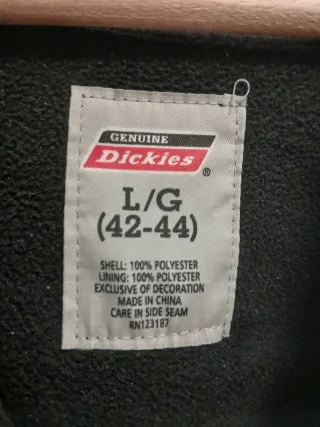 GENUINE
Dickies®
L/G
(42-44)
SHELL: 100% POLYESTER
LINING: 100% POLYESTER
EXCLUSIVE OF DECORATION
MADE IN CHINA
CARE IN SIDE SEAM
RN123187